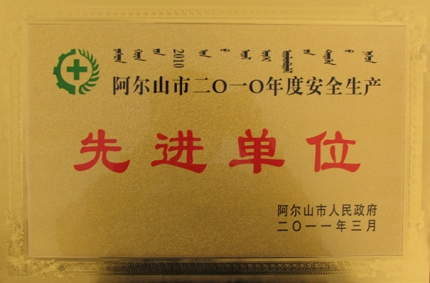 2010
阿尔山市二〇一〇年度安全生产
先进单位
阿尔山市人民政府
二〇一一年三月